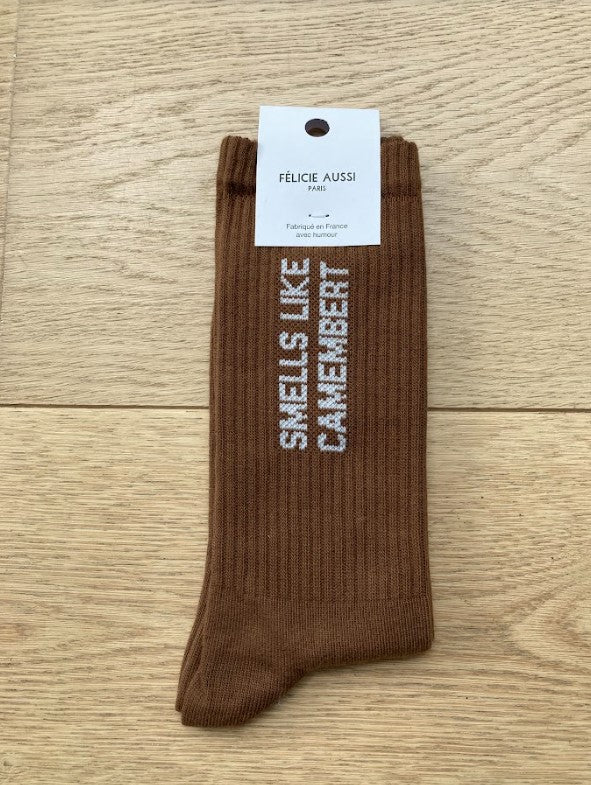 FÉLICIE AUSSI
PARIS
Fabriqué en France
avec humour
SMELLS LIKE
CAMEMBERT